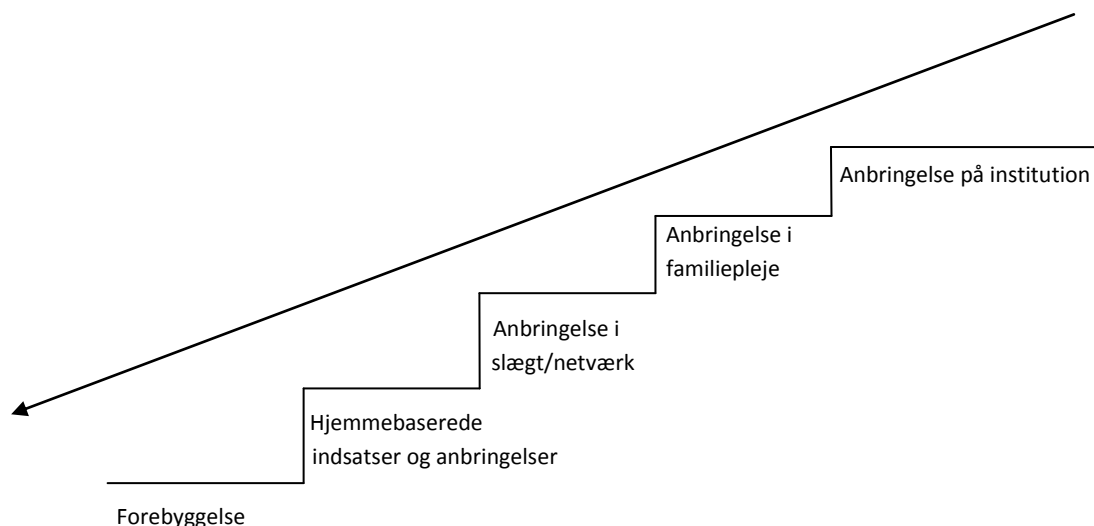 Anbringelse på institution
Anbringelse i
familiepleje
Anbringelse i
slægt/netværk
Hjemmebaserede
indsatser og anbringelser
Forebyggelse